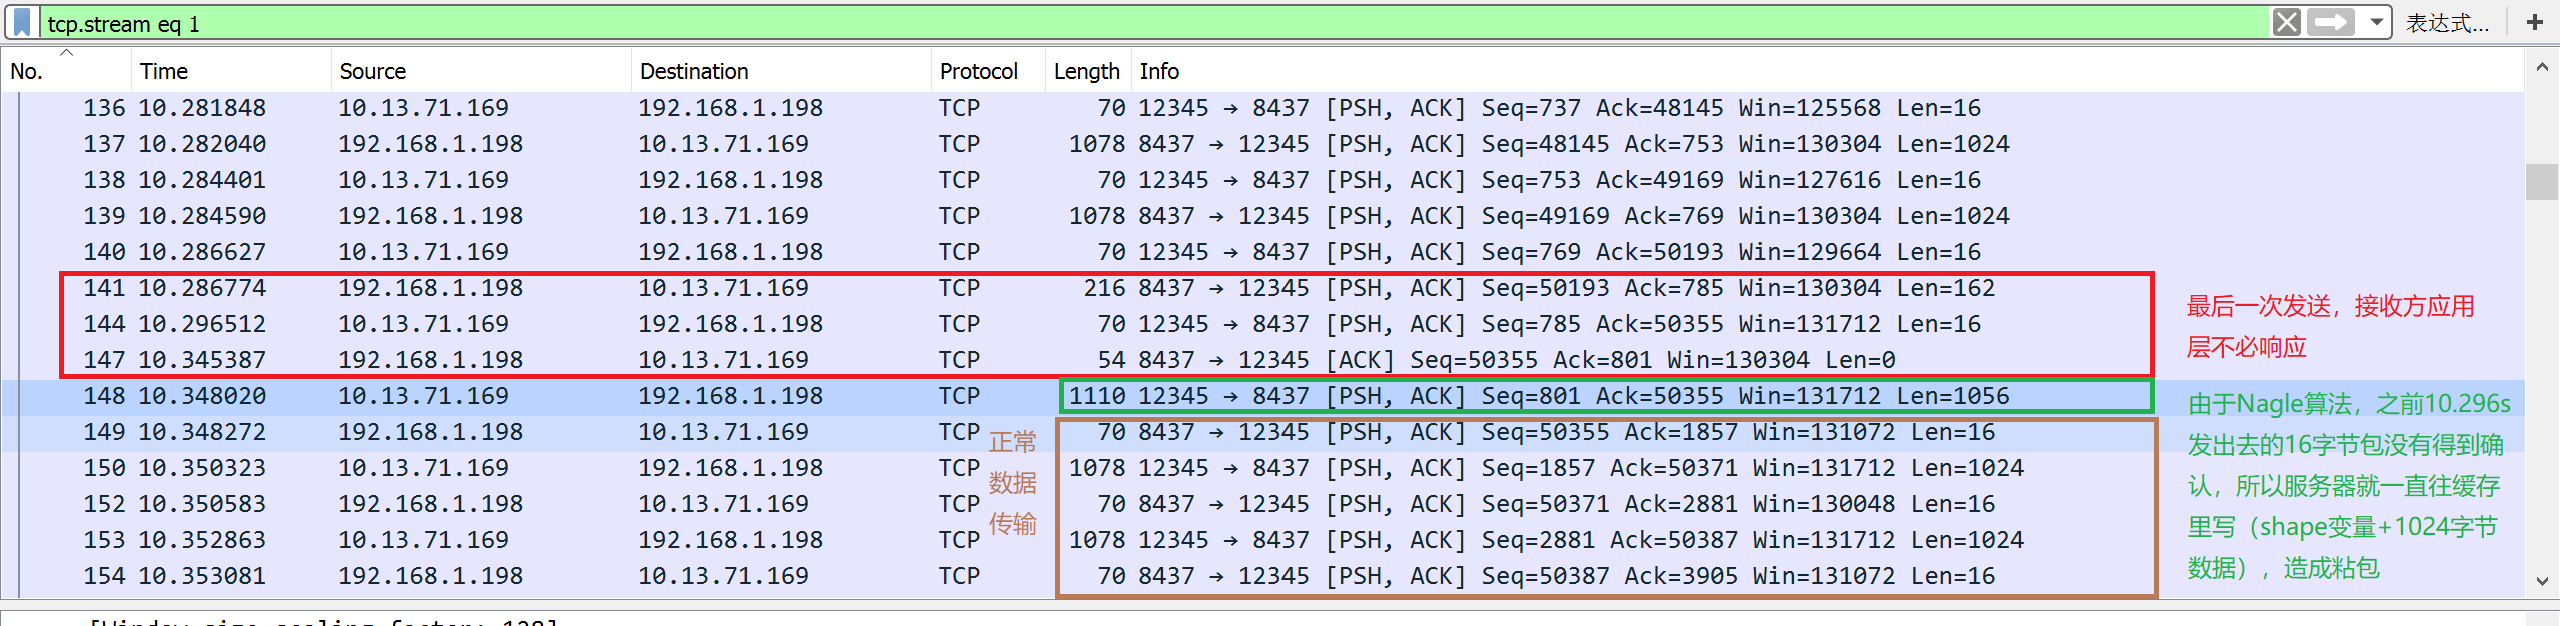 tcp.stream eq 1 表达式… +
No. Time Source Destination Protocol Length Info
136 10.281848 10.13.71.169 192.168.1.198 TCP 70 12345 → 8437 [PSH, ACK] Seq=737 Ack=48145 Win=125568 Len=16
137 10.282040 192.168.1.198 10.13.71.169 TCP 1078 8437 → 12345 [PSH, ACK] Seq=48145 Ack=753 Win=130304 Len=1024
138 10.284401 10.13.71.169 192.168.1.198 TCP 70 12345 → 8437 [PSH, ACK] Seq=753 Ack=49169 Win=127616 Len=16
139 10.284590 192.168.1.198 10.13.71.169 TCP 1078 8437 → 12345 [PSH, ACK] Seq=49169 Ack=769 Win=130304 Len=1024
140 10.286627 10.13.71.169 192.168.1.198 TCP 70 12345 → 8437 [PSH, ACK] Seq=769 Ack=50193 Win=129664 Len=16
141 10.286774 192.168.1.198 10.13.71.169 TCP 216 8437 → 12345 [PSH, ACK] Seq=50193 Ack=785 Win=130304 Len=162
144 10.296512 10.13.71.169 192.168.1.198 TCP 70 12345 → 8437 [PSH, ACK] Seq=785 Ack=50355 Win=131712 Len=16
147 10.345387 192.168.1.198 10.13.71.169 TCP 54 8437 → 12345 [ACK] Seq=50355 Ack=801 Win=130304 Len=0
148 10.348020 10.13.71.169 192.168.1.198 TCP 1110 12345 → 8437 [PSH, ACK] Seq=801 Ack=50355 Win=131712 Len=1056
149 10.348272 192.168.1.198 10.13.71.169 TCP 70 8437 → 12345 [PSH, ACK] Seq=50355 Ack=1857 Win=131072 Len=16
150 10.350323 10.13.71.169 192.168.1.198 TCP 1078 12345 → 8437 [PSH, ACK] Seq=1857 Ack=50371 Win=131712 Len=1024
152 10.350583 192.168.1.198 10.13.71.169 TCP 70 8437 → 12345 [PSH, ACK] Seq=50371 Ack=2881 Win=130048 Len=16
153 10.352863 10.13.71.169 192.168.1.198 TCP 1078 12345 → 8437 [PSH, ACK] Seq=2881 Ack=50387 Win=131712 Len=1024
154 10.353081 192.168.1.198 10.13.71.169 TCP 70 8437 → 12345 [PSH, ACK] Seq=50387 Ack=3905 Win=131072 Len=16
正常
数据
传输
最后一次发送，接收方应用
层不必响应
由于Nagle算法，之前10.296s
发出去的16字节包没有得到确
认，所以服务器就一直往缓存
里写（shape变量+1024字节
数据），造成粘包
[Window size scaling factor: 128]